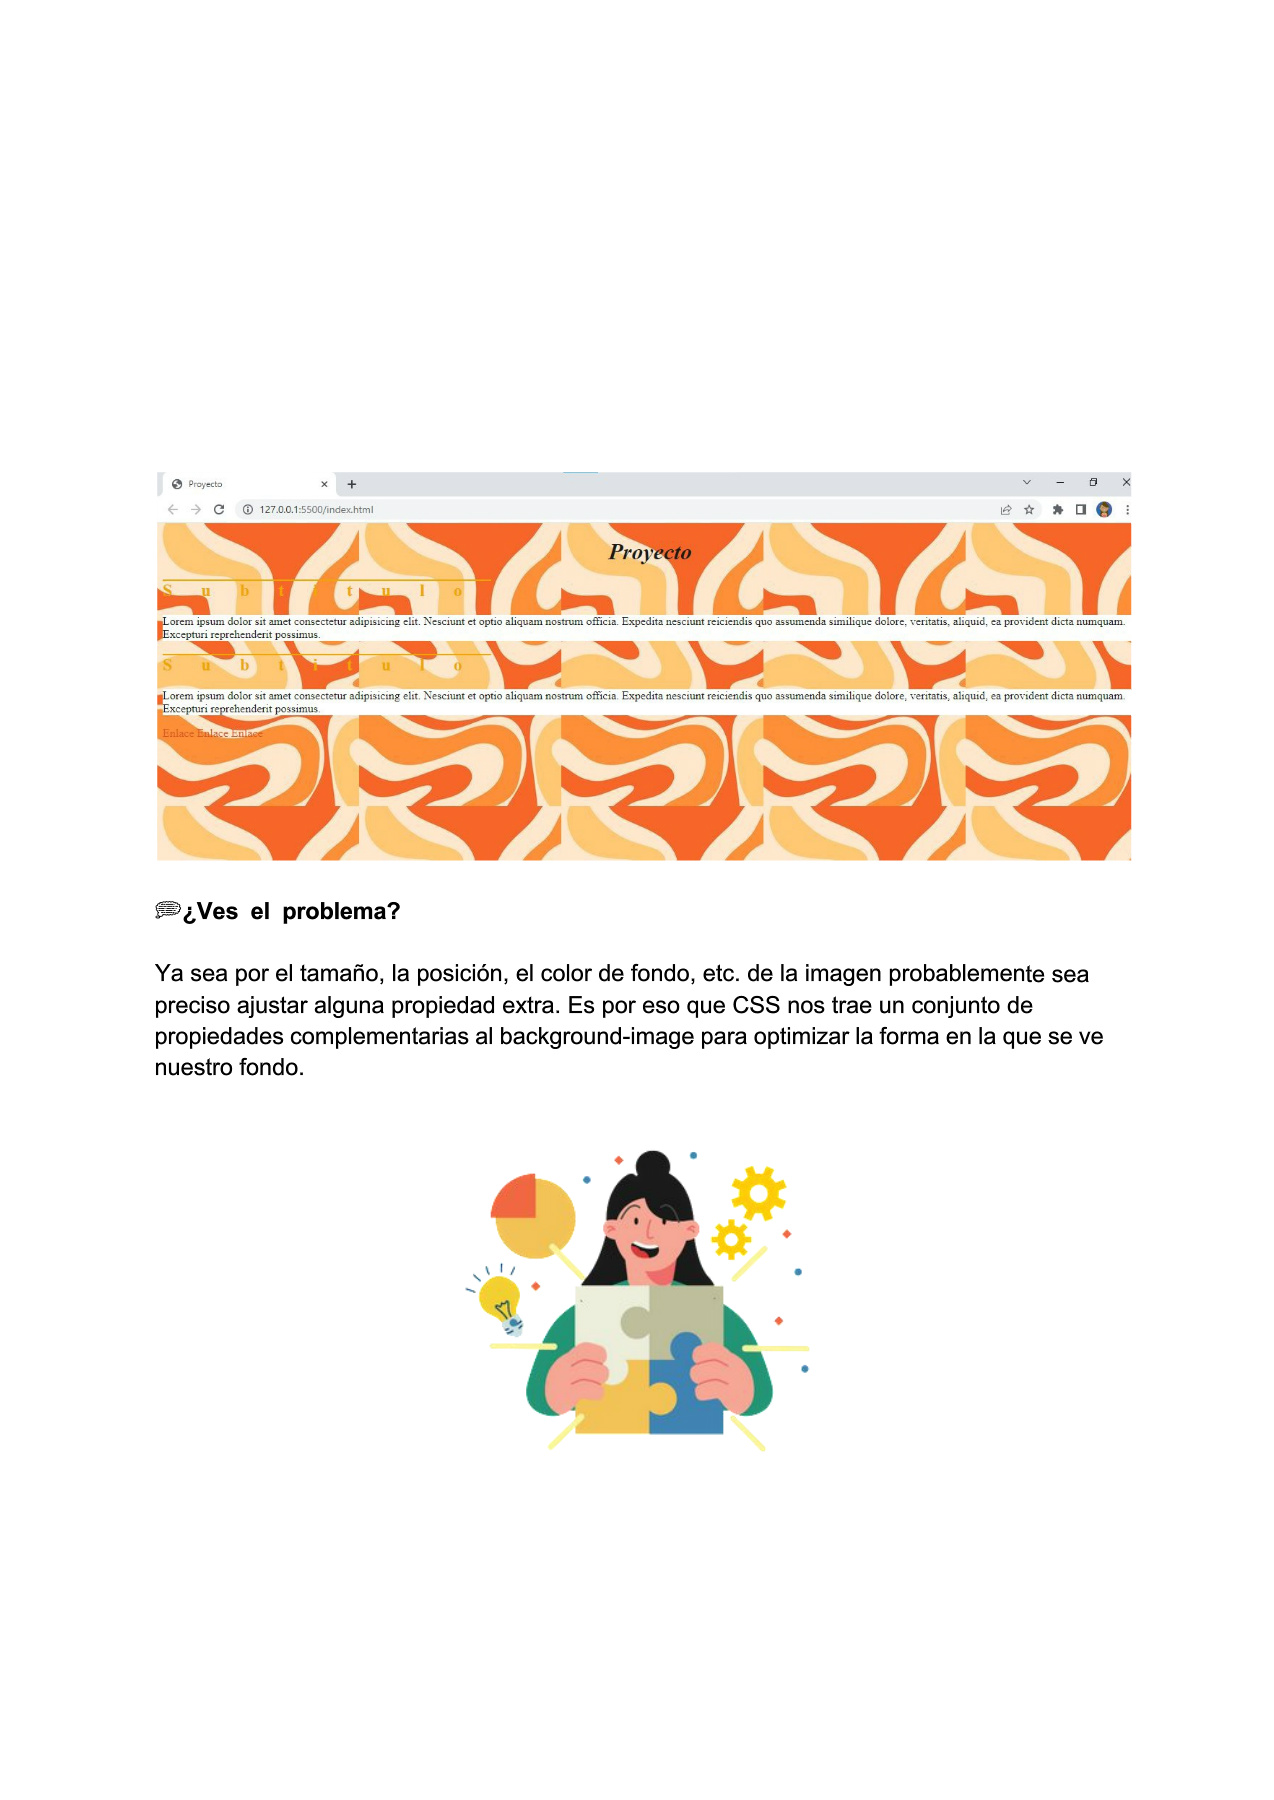 Proyecto
127.0.0.1:5500/index.html
Proyecto
Subtitulo
Lorem ipsum dolor sit amet consectetur adipisicing elit. Nesciunt et optio aliquam nostrum officia. Expedita nesciunt reiciendis quo assumenda similique dolore, veritatis, aliquid, ea provident dicta numquam.
Excepturi reprehenderit possimus.
Subtitulo
Lorem ipsum dolor sit amet consectetur adipisicing elit. Nesciunt et optio aliquam nostrum officia. Expedita nesciunt reiciendis quo assumenda similique dolore, veritatis, aliquid, ea provident dicta numquam.
Excepturi reprehenderit possimus.
Enlace Enlace Enlace
¿Ves el problema?
Ya sea por el tamaño, la posición, el color de fondo, etc. de la imagen probablemente sea
preciso ajustar alguna propiedad extra. Es por eso que CSS nos trae un conjunto de
propiedades complementarias al background-image para optimizar la forma en la que se ve
nuestro fondo.